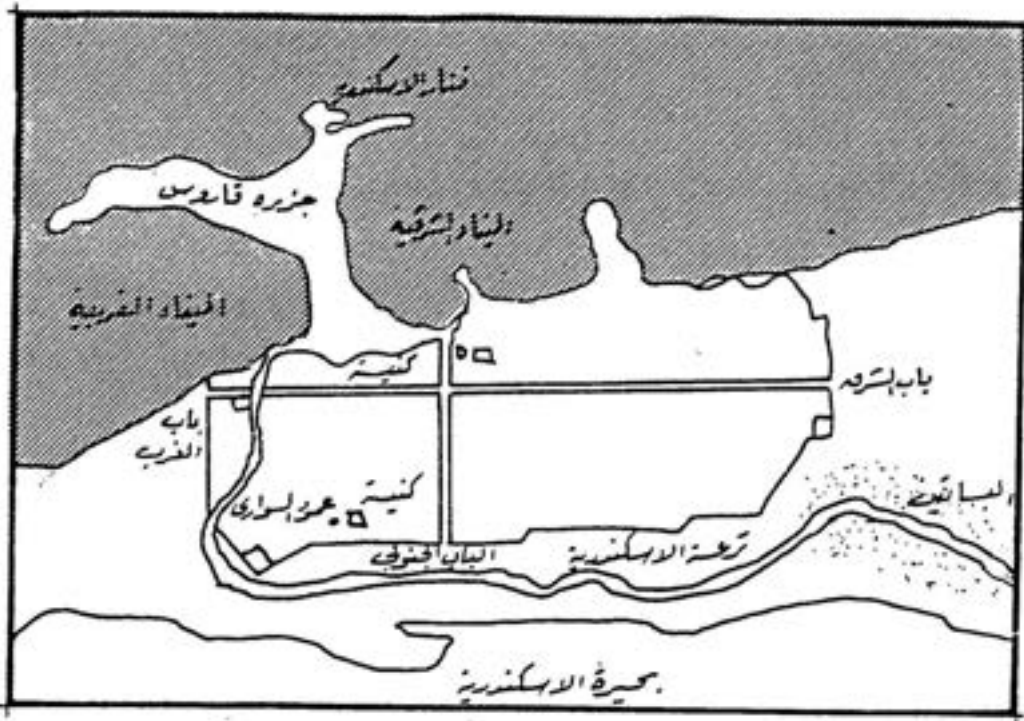 فنار الاسكندرية
جزيره فاروس
الميناء الشرقية
الميناء الغربية
كنيسة
باب الشرق
باب
الغرب
كنيسة
عمود السوارى
البساتين
الباب الجنوبى
ترعة الاسكندرية
بحيرة الاسكندرية